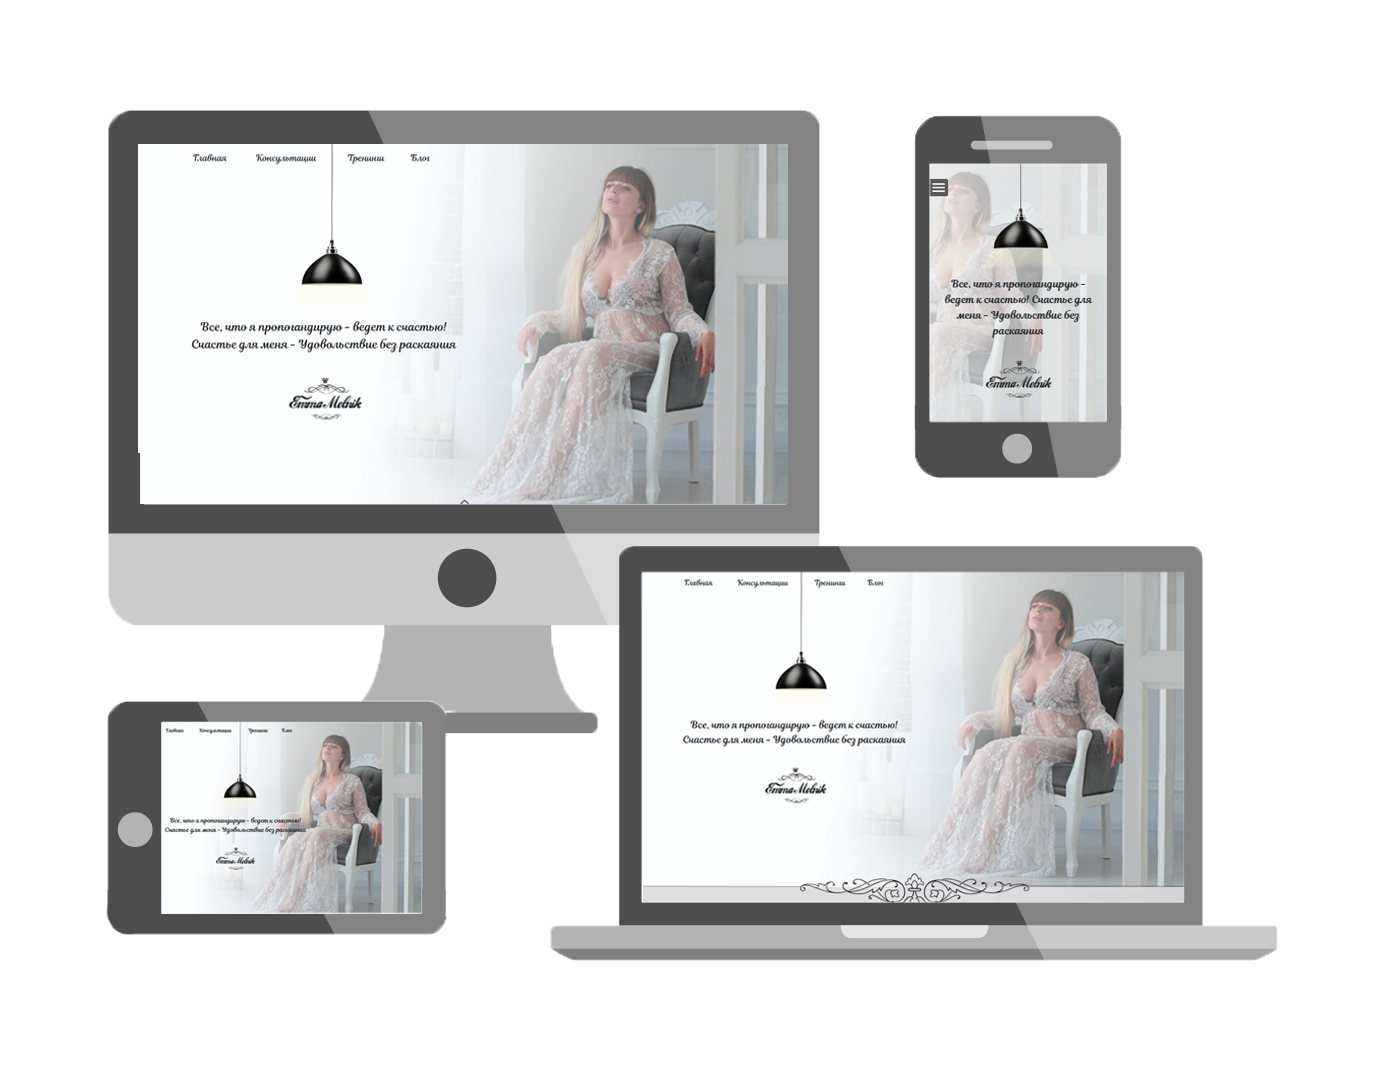 Главная Консультации Тренинги Блог
Все, что я пропогандирую – ведет к счастью!
Счастье для меня – Удовольствие без раскаяния
Emma Melnik
Все, что я пропогандирую –
ведет к счастью! Счастье для
меня – Удовольствие без
раскаяния
Emma Melnik
Главная Консультации Тренинги Блог
Все, что я пропогандирую – ведет к счастью!
Счастье для меня – Удовольствие без раскаяния
Emma Melnik
Главная Консультации Тренинги Блог
Все, что я пропогандирую – ведет к счастью!
Счастье для меня – Удовольствие без раскаяния
Emma Melnik